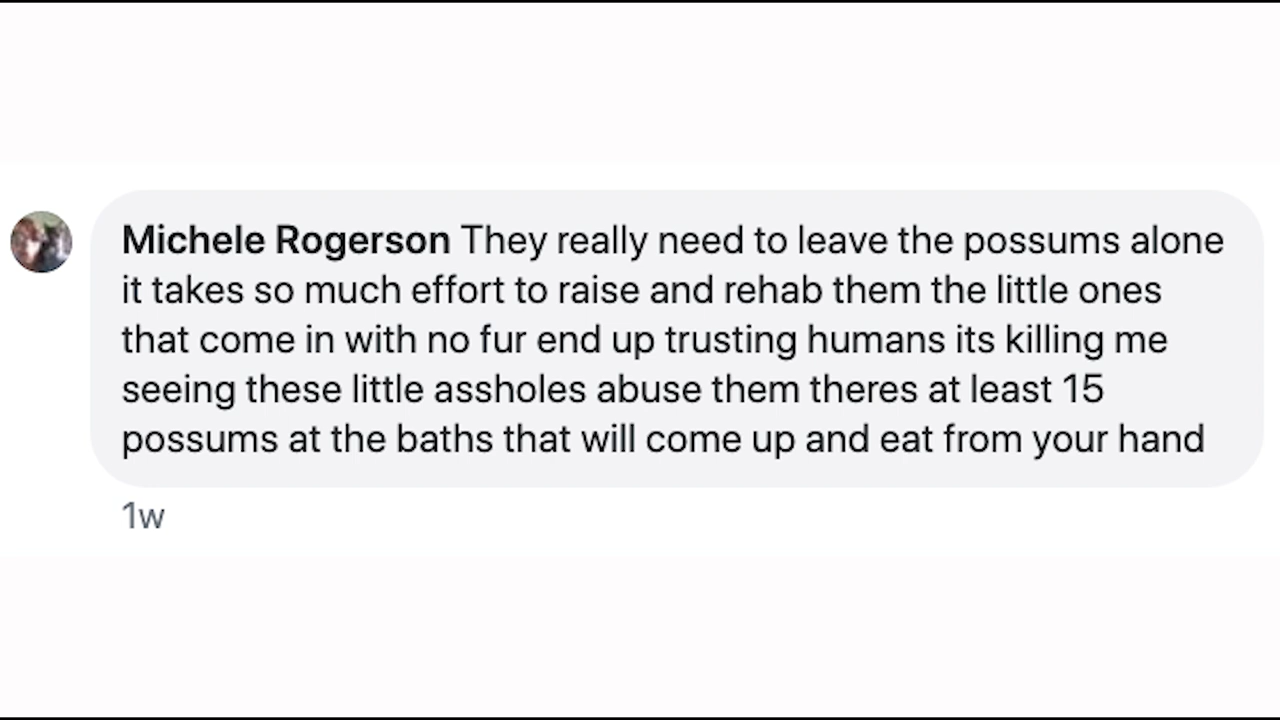 Michele Rogerson They really need to leave the possums alone
it takes so much effort to raise and rehab them the little ones
that come in with no fur end up trusting humans its killing me
seeing these little assholes abuse them theres at least 15
possums at the baths that will come up and eat from your hand
1w